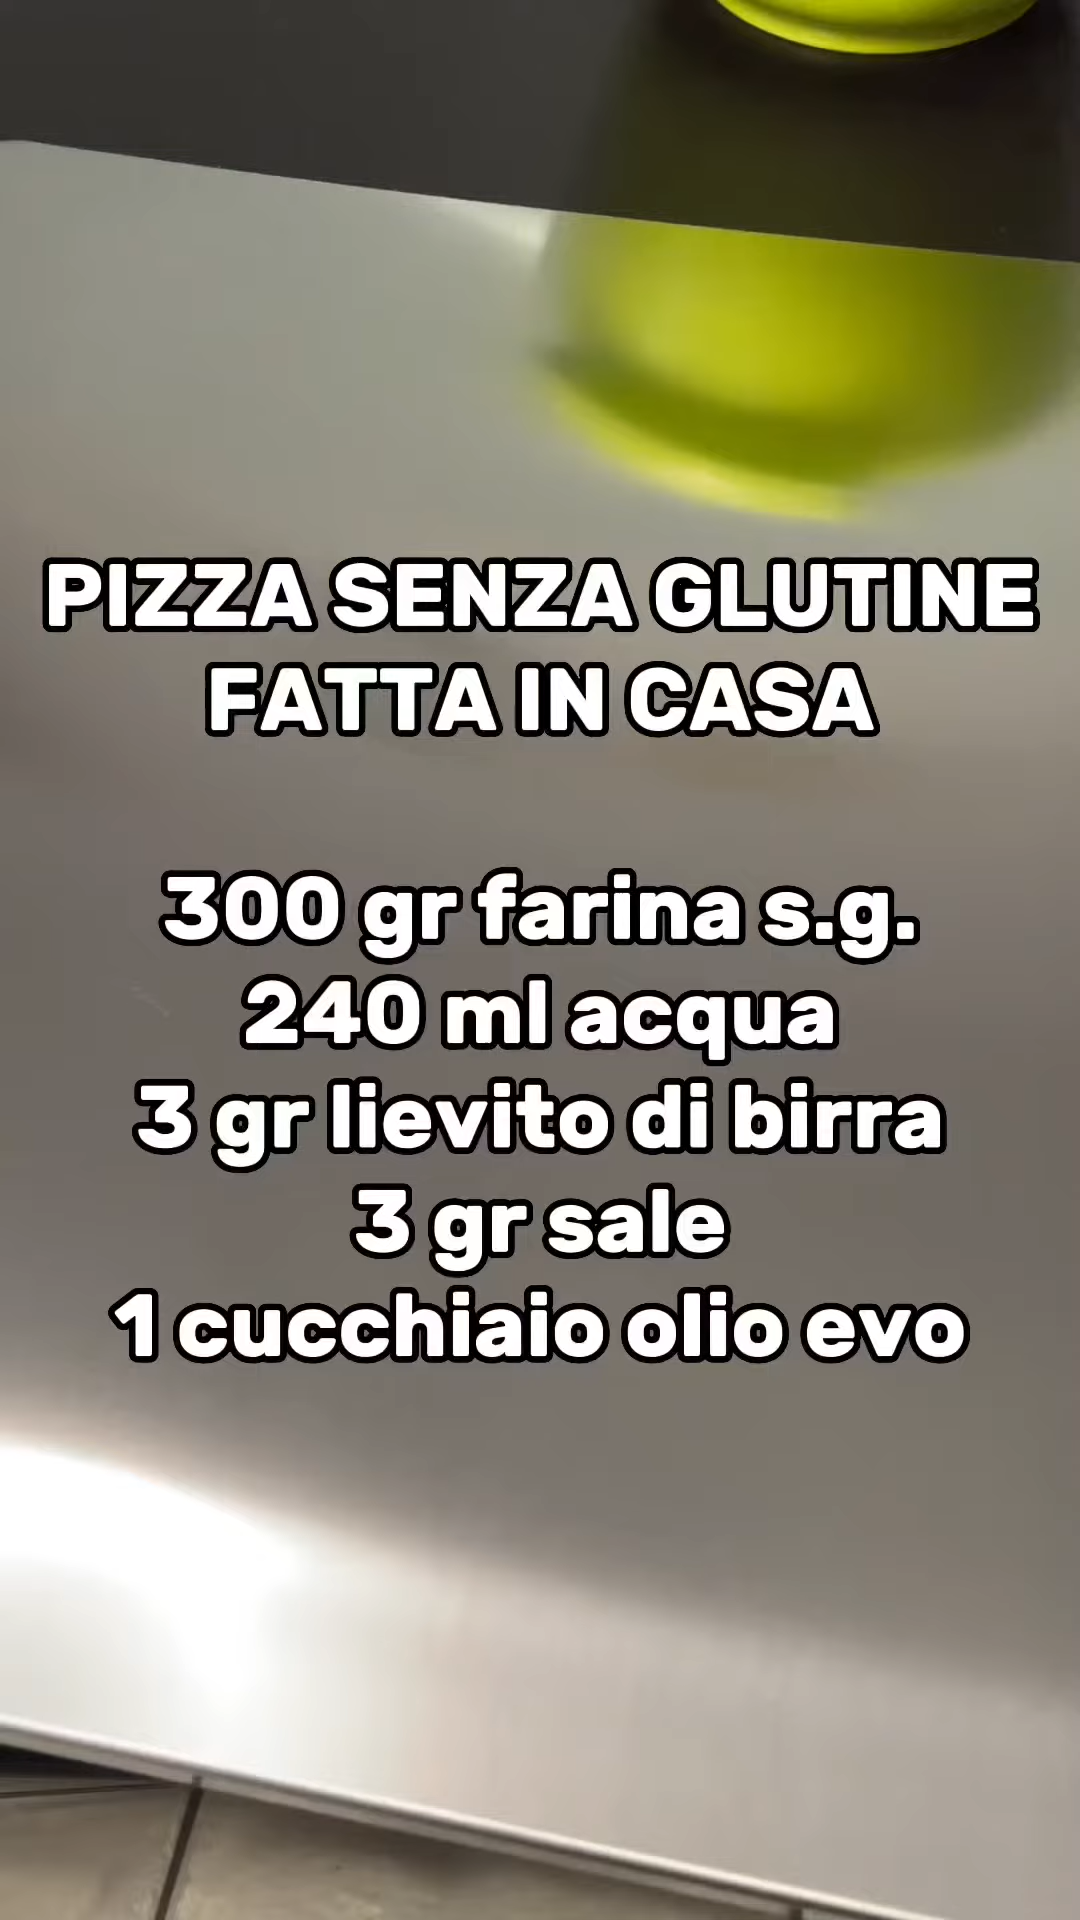 PIZZA SENZA GLUTINE
FATTA IN CASA
300 gr farina s.g.
240 ml acqua
3 gr lievito di birra
3 gr sale
1 cucchiaio olio evo